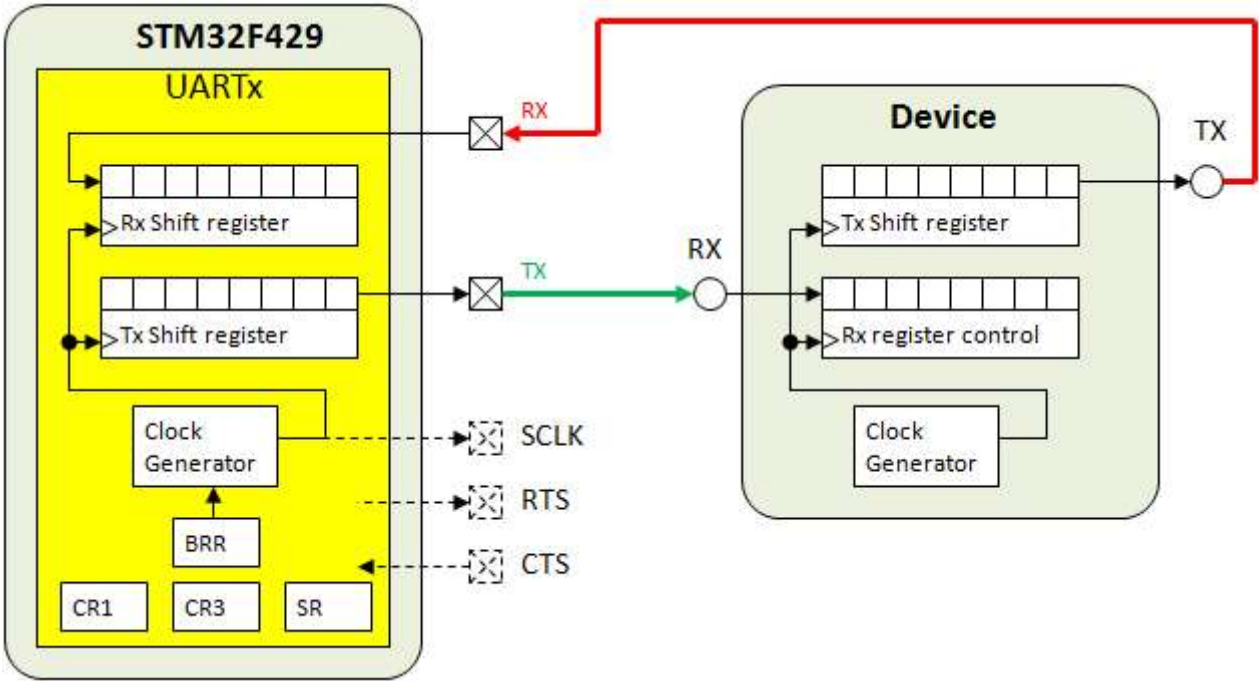 STM32F429
UARTx
RX
Rx Shift register
TX
Tx Shift register
Clock
Generator
SCLK
RTS
BRR
CTS
CR1
CR3
SR
Device
TX
Tx Shift register
RX
Rx register control
Clock
Generator